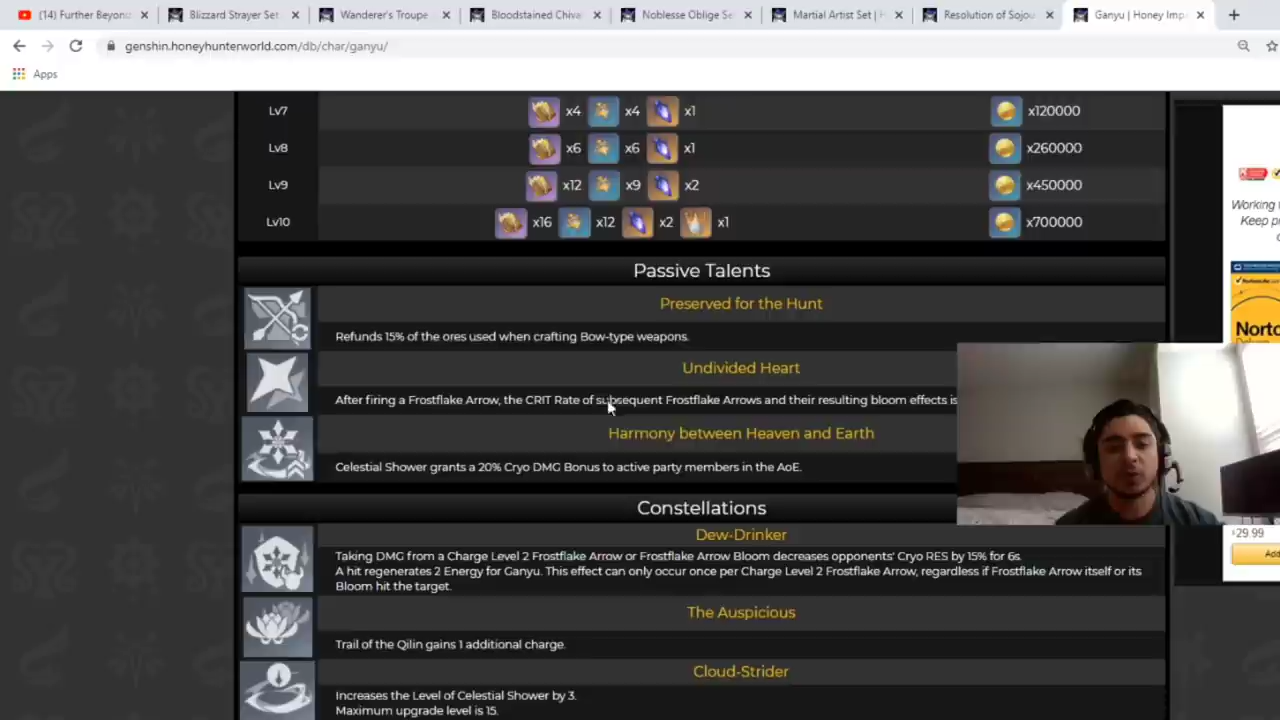 (14) Further Beyond
Blizzard Strayer Set
Wanderer's Troupe
Bloodstained Chiva
Noblesse Oblige Se
Martial Artist Set | H
Resolution of Sojou
Ganyu | Honey Imp
genshin.honeyhunterworld.com/db/char/ganyu/
Apps
Lv7 x4 x4 x1 x120000
Lv8 x6 x6 x1 x260000
Lv9 x12 x9 x2 x450000
Lv10 x16 x12 x2 x1 x700000
Passive Talents
Preserved for the Hunt
Refunds 15% of the ores used when crafting Bow-type weapons.
Undivided Heart
After firing a Frostflake Arrow, the CRIT Rate of subsequent Frostflake Arrows and their resulting bloom effects is
Harmony between Heaven and Earth
Celestial Shower grants a 20% Cryo DMG Bonus to active party members in the AoE.
Constellations
Dew-Drinker
Taking DMG from a Charge Level 2 Frostflake Arrow or Frostflake Arrow Bloom decreases opponents' Cryo RES by 15% for 6s.
A hit regenerates 2 Energy for Ganyu. This effect can only occur once per Charge Level 2 Frostflake Arrow, regardless if Frostflake Arrow itself or its
Bloom hit the target.
The Auspicious
Trail of the Qilin gains 1 additional charge.
Cloud-Strider
Increases the Level of Celestial Shower by 3.
Maximum upgrade level is 15.
Working
Keep p
Norto
$29.99
Add